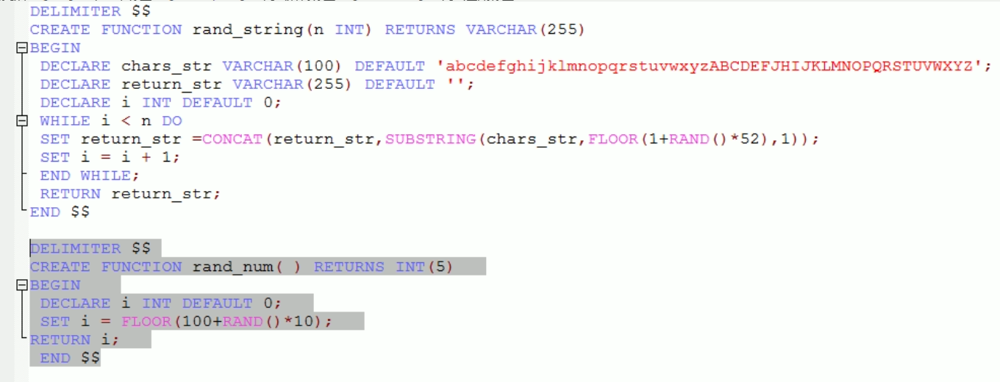 DELIMITER $$
CREATE FUNCTION rand_string(n INT) RETURNS VARCHAR(255)
BEGIN
DECLARE chars_str VARCHAR(100) DEFAULT 'abcdefghijklmnopqrstuvwxyzABCDEFJHIJKLMNOPQRSTUVWXYZ';
DECLARE return_str VARCHAR(255) DEFAULT '';
DECLARE i INT DEFAULT 0;
WHILE i < n DO
SET return_str =CONCAT(return_str,SUBSTRING(chars_str,FLOOR(1+RAND()*52),1));
SET i = i + 1;
END WHILE;
RETURN return_str;
END $$
DELIMITER $$
CREATE FUNCTION rand_num( ) RETURNS INT(5)
BEGIN
DECLARE i INT DEFAULT 0;
SET i = FLOOR(100+RAND()*10);
RETURN i;
END $$